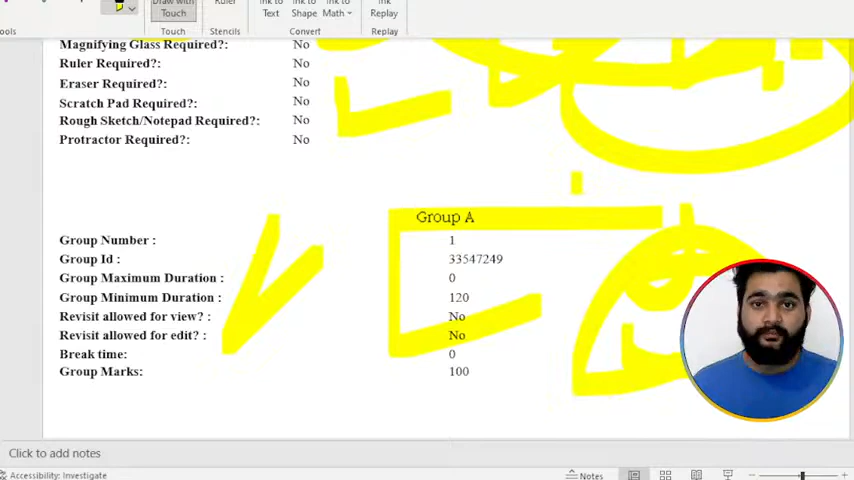 Draw with Touch
Ruler
Ink to Text
Ink to Shape
Ink to Math
Ink Replay
Touch
Stencils
Convert
Replay
Magnifying Glass Required?: No
Ruler Required?: No
Eraser Required?: No
Scratch Pad Required?: No
Rough Sketch/Notepad Required?: No
Protractor Required?: No
Group A
Group Number : 1
Group Id : 33547249
Group Maximum Duration : 0
Group Minimum Duration : 120
Revisit allowed for view? : No
Revisit allowed for edit? : No
Break time: 0
Group Marks: 100
Click to add notes
Accessibility: Investigate
Notes